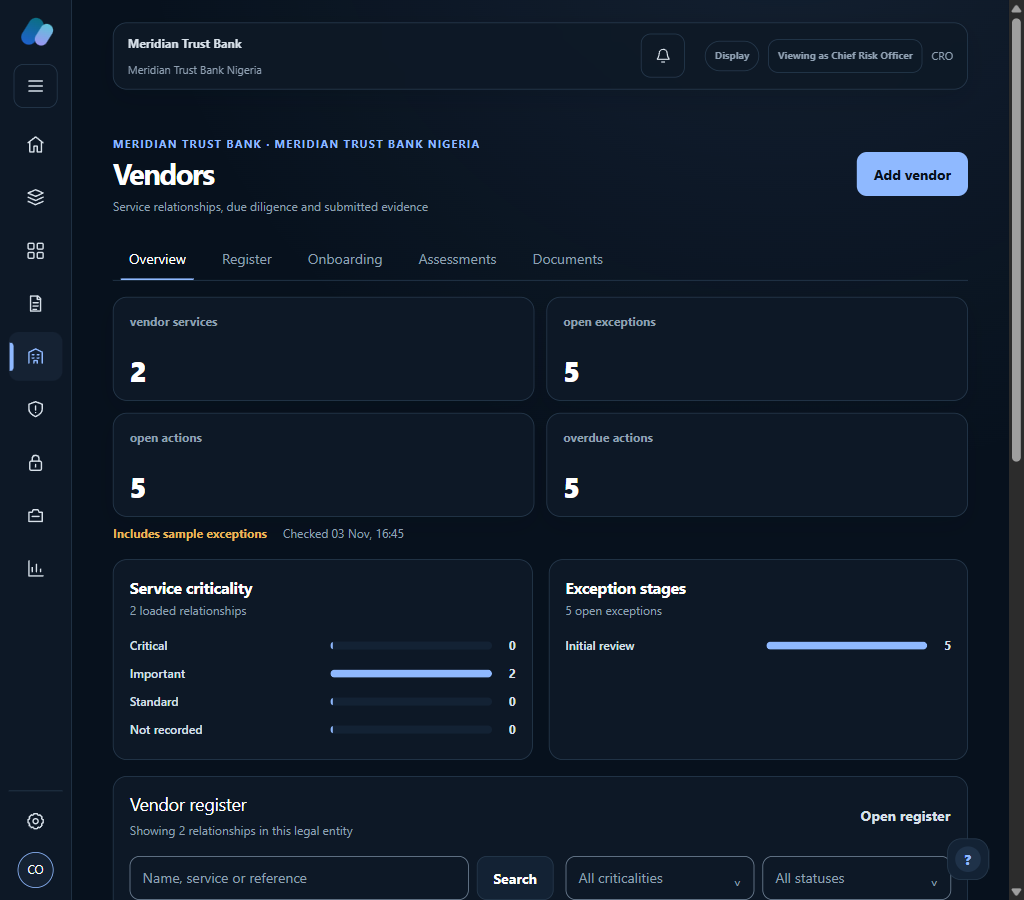 Meridian Trust Bank
Meridian Trust Bank Nigeria
Display
Viewing as Chief Risk Officer
CRO
MERIDIAN TRUST BANK · MERIDIAN TRUST BANK NIGERIA
Vendors
Service relationships, due diligence and submitted evidence
Add vendor
Overview
Register
Onboarding
Assessments
Documents
vendor services
2
open exceptions
5
open actions
5
overdue actions
5
Includes sample exceptions
Checked 03 Nov, 16:45
Service criticality
2 loaded relationships
Critical 0
Important 2
Standard 0
Not recorded 0
Exception stages
5 open exceptions
Initial review 5
Vendor register
Showing 2 relationships in this legal entity
Open register
Name, service or reference
Search
All criticalities
All statuses
?
CO